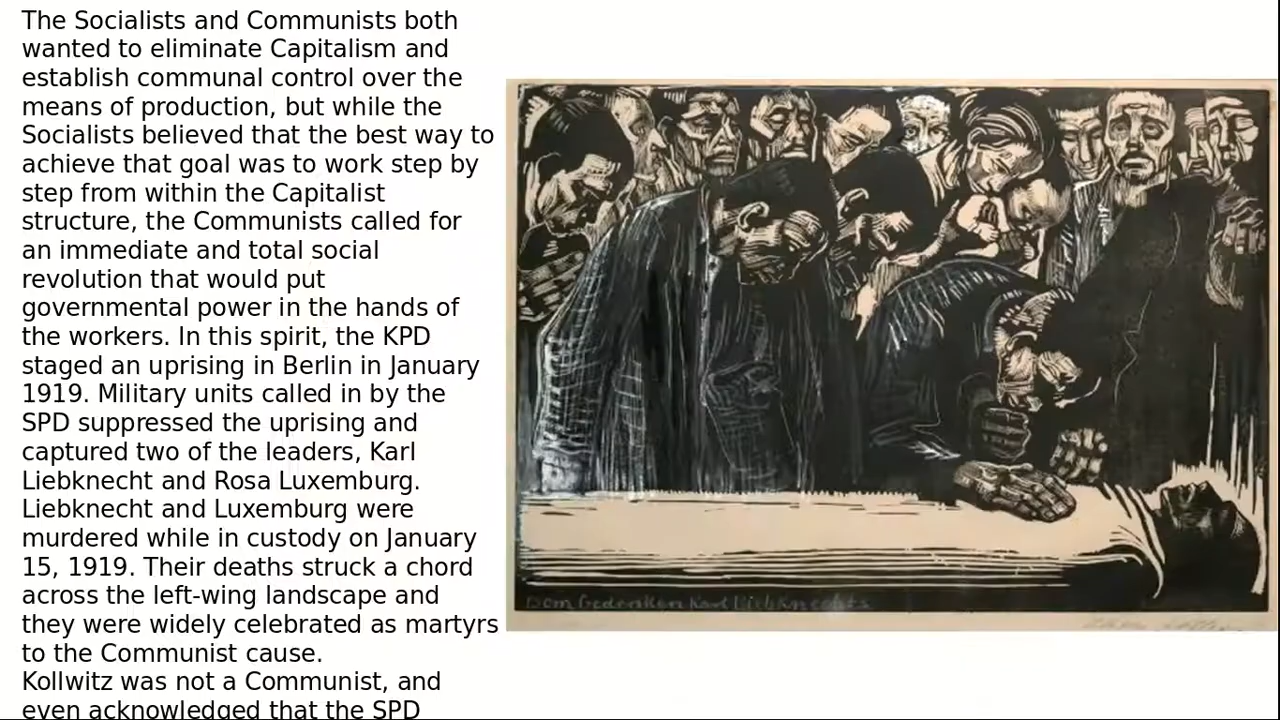 The Socialists and Communists both
wanted to eliminate Capitalism and
establish communal control over the
means of production, but while the
Socialists believed that the best way to
achieve that goal was to work step by
step from within the Capitalist
structure, the Communists called for
an immediate and total social
revolution that would put
governmental power in the hands of
the workers. In this spirit, the KPD
staged an uprising in Berlin in January
1919. Military units called in by the
SPD suppressed the uprising and
captured two of the leaders, Karl
Liebknecht and Rosa Luxemburg.
Liebknecht and Luxemburg were
murdered while in custody on January
15, 1919. Their deaths struck a chord
across the left-wing landscape and
they were widely celebrated as martyrs
to the Communist cause.
Kollwitz was not a Communist, and
even acknowledged that the SPD
Dem Gedenken Karl Liebknechts